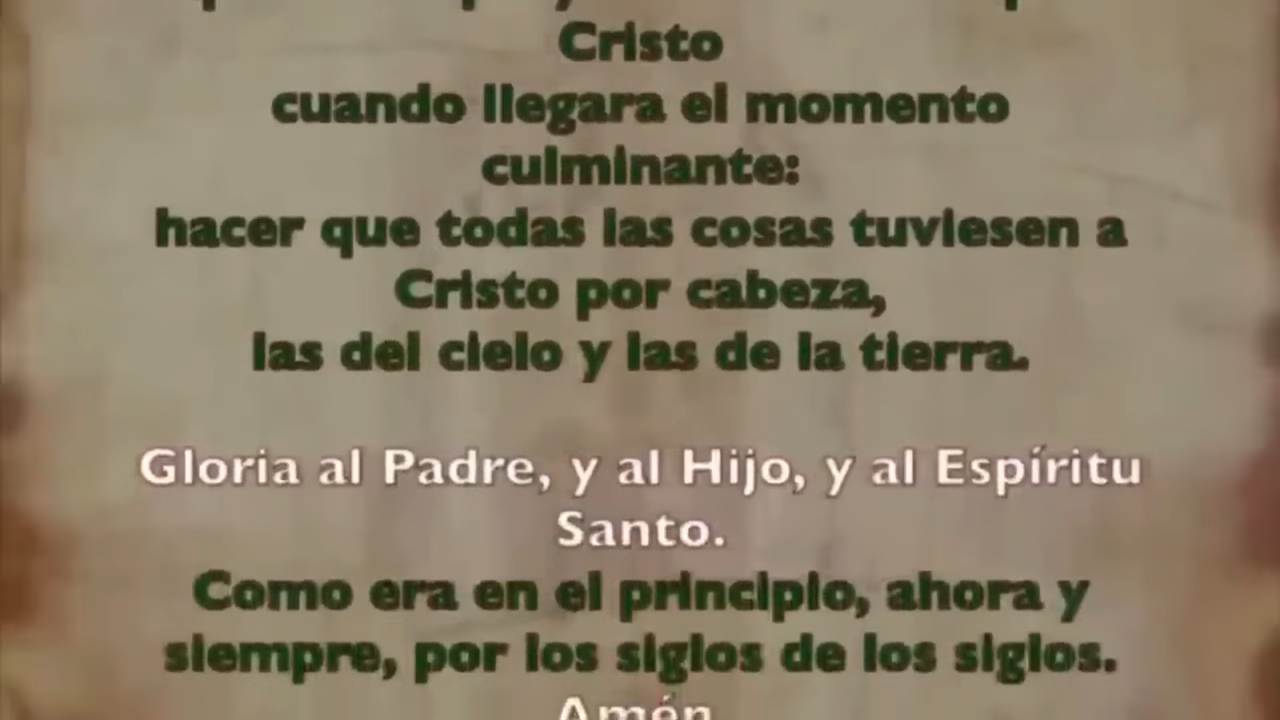 Cristo
cuando llegara el momento
culminante:
hacer que todas las cosas tuviesen a
Cristo por cabeza,
las del cielo y las de la tierra.
Gloria al Padre, y al Hijo, y al Espíritu
Santo.
Como era en el principio, ahora y
siempre, por los siglos de los siglos.
Amén